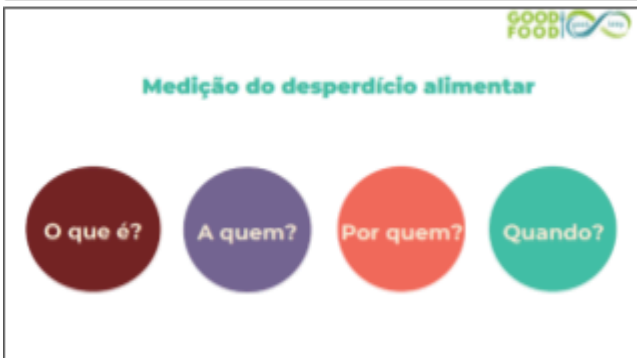 GOOD
FOOD
Medição do desperdício alimentar
O que é?
A quem?
Por quem?
Quando?